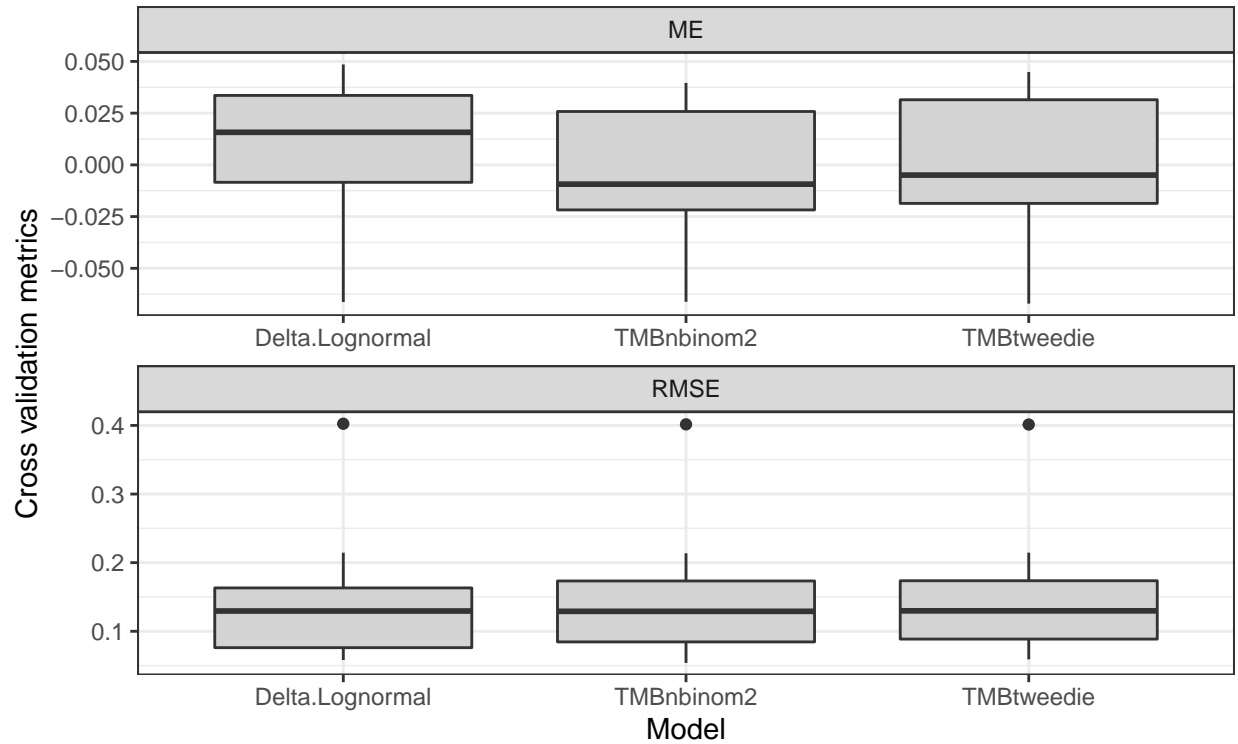 ME
0.050
0.025
0.000
−0.025
−0.050
Delta.Lognormal TMBnbinom2 TMBtweedie
RMSE
0.4
0.3
0.2
0.1
Delta.Lognormal TMBnbinom2 TMBtweedie
Cross validation metrics
Model